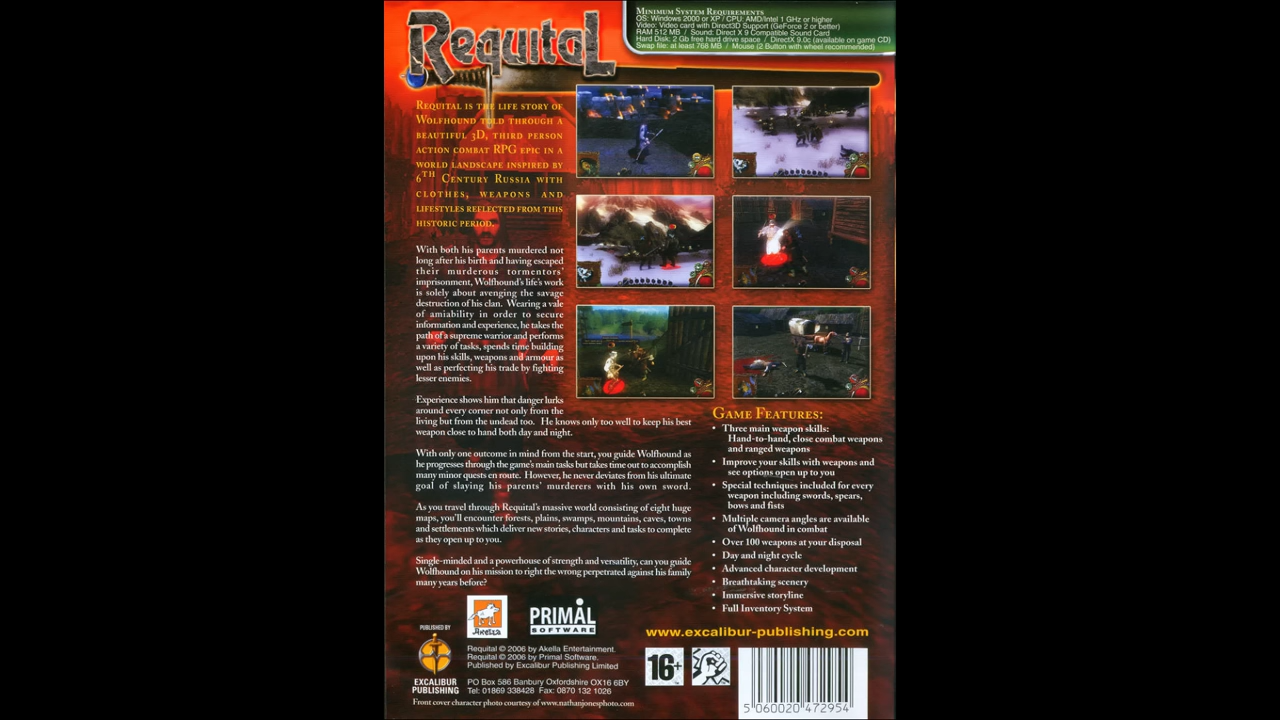 Requital
Minimum System Requirements
OS: Windows 2000 or XP / CPU: AMD/Intel 1 GHz or higher
Video: Video card with Direct3D Support (GeForce 2 or better)
RAM 512 MB / Sound: Direct X 9 Compatible Sound Card
Hard Disk: 2 Gb free hard drive space / DirectX 9.0c (available on game CD)
Swap file: at least 768 MB / Mouse (2 Button with wheel recommended)
Requital is the life story of
Wolfhound told through a
beautiful 3D, third person
action combat RPG epic in a
world landscape inspired by
6th Century Russia with
clothes, weapons and
lifestyles reflected from this
historic period.
With both his parents murdered not
long after his birth and having escaped
their murderous tormentors'
imprisonment, Wolfhound's life's work
is solely about avenging the savage
destruction of his clan. Wearing a vale
of amiability in order to secure
information and experience, he takes the
path of a supreme warrior and performs
a variety of tasks, spends time building
upon his skills, weapons and armour as
well as perfecting his trade by fighting
lesser enemies.
Experience shows him that danger lurks
around every corner not only from the
living but from the undead too. He knows only too well to keep his best
weapon close to hand both day and night.
With only one outcome in mind from the start, you guide Wolfhound as
he progresses through the game's main tasks but takes time out to accomplish
many minor quests en route. However, he never deviates from his ultimate
goal of slaying his parents' murderers with his own sword.
As you travel through Requital's massive world consisting of eight huge
maps, you'll encounter forests, plains, swamps, mountains, caves, towns
and settlements which deliver new stories, characters and tasks to complete
as they open up to you.
Single-minded and a powerhouse of strength and versatility, can you guide
Wolfhound on his mission to right the wrong perpetrated against his family
many years before?
Game Features:
• Three main weapon skills:
Hand-to-hand, close combat weapons
and ranged weapons
• Improve your skills with weapons and
see options open up to you
• Special techniques included for every
weapon including swords, spears,
bows and fists
• Multiple camera angles are available
of Wolfhound in combat
• Over 100 weapons at your disposal
• Day and night cycle
• Advanced character development
• Breathtaking scenery
• Immersive storyline
• Full Inventory System
www.excalibur-publishing.com
PUBLISHED BY
EXCALIBUR
PUBLISHING
Akella
PRIMAL
SOFTWARE
Requital © 2006 by Akella Entertainment.
Requital © 2006 by Primal Software.
Published by Excalibur Publishing Limited
PO Box 586 Banbury Oxfordshire OX16 6BY
Tel: 01869 338428 Fax: 0870 132 1026
Front cover character photo courtesy of www.nathanjonesphoto.com
16+
5 060020 472954